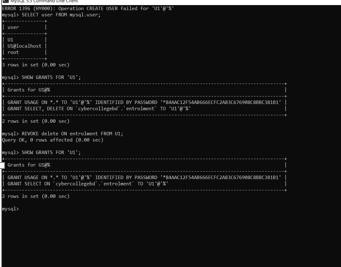 MySQL 5.5 Command Line Client
ERROR 1396 (HY000): Operation CREATE USER failed for 'U1'@'%'
mysql> SELECT user FROM mysql.user;
+--------------+
| user |
+--------------+
| U1 |
| U1@localhost |
| root |
+--------------+
3 rows in set (0.00 sec)
mysql> SHOW GRANTS FOR 'U1';
| Grants for U1@% |
| GRANT USAGE ON *.* TO 'U1'@'%' IDENTIFIED BY PASSWORD |
| GRANT SELECT, DELETE ON `cybercollegebd`.`entrolment` TO 'U1'@'%' |
2 rows in set (0.00 sec)
mysql> REVOKE delete ON entrolment FROM U1;
Query OK, 0 rows affected (0.00 sec)
mysql> SHOW GRANTS FOR 'U1';
| Grants for U1@% |
| GRANT USAGE ON *.* TO 'U1'@'%' IDENTIFIED BY PASSWORD |
| GRANT SELECT ON `cybercollegebd`.`entrolment` TO 'U1'@'%' |
2 rows in set (0.00 sec)
mysql>